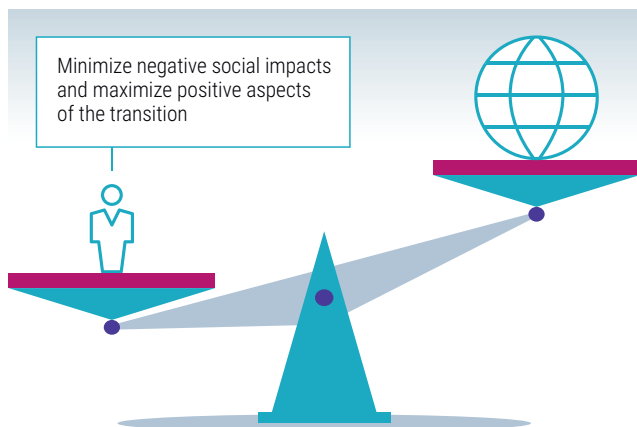 Minimize negative social impacts
and maximize positive aspects
of the transition